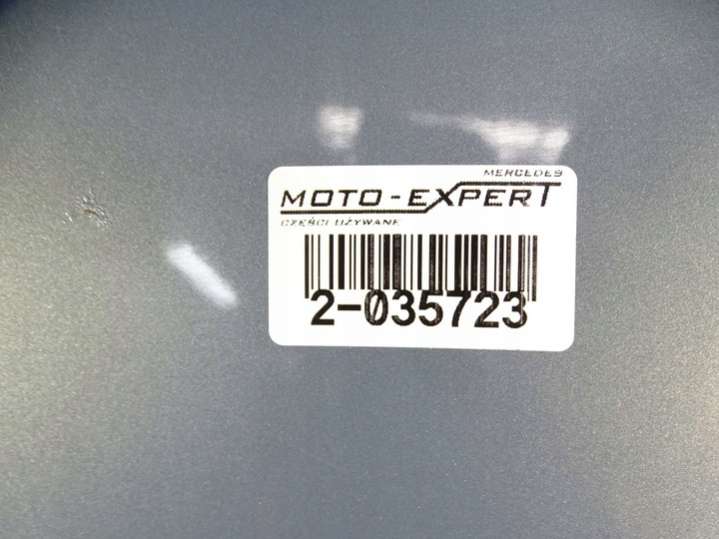 MERCEDES
MOTO-EXPERT
CZĘŚCI UŻYWANE
2-035723